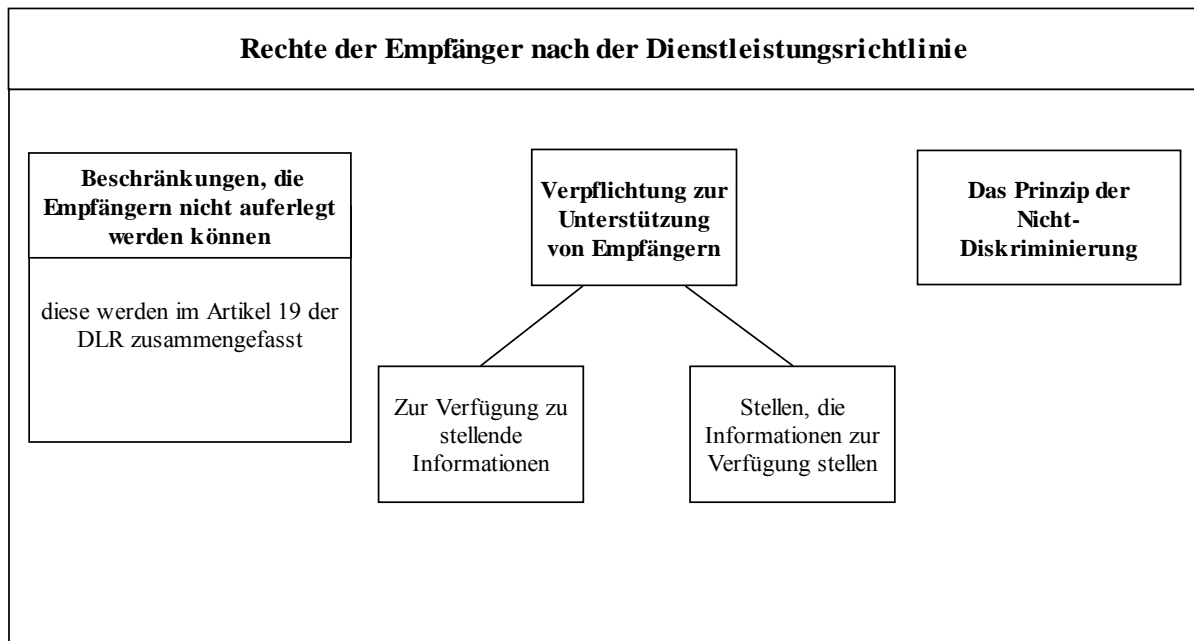 Rechte der Empfänger nach der Dienstleistungsrichtlinie
Beschränkungen, die
Empfängern nicht auferlegt
werden können
diese werden im Artikel 19 der
DLR zusammengefasst
Verpflichtung zur
Unterstützung
von Empfängern
Zur Verfügung zu
stellende
Informationen
Stellen, die
Informationen zur
Verfügung stellen
Das Prinzip der
Nicht-
Diskriminierung